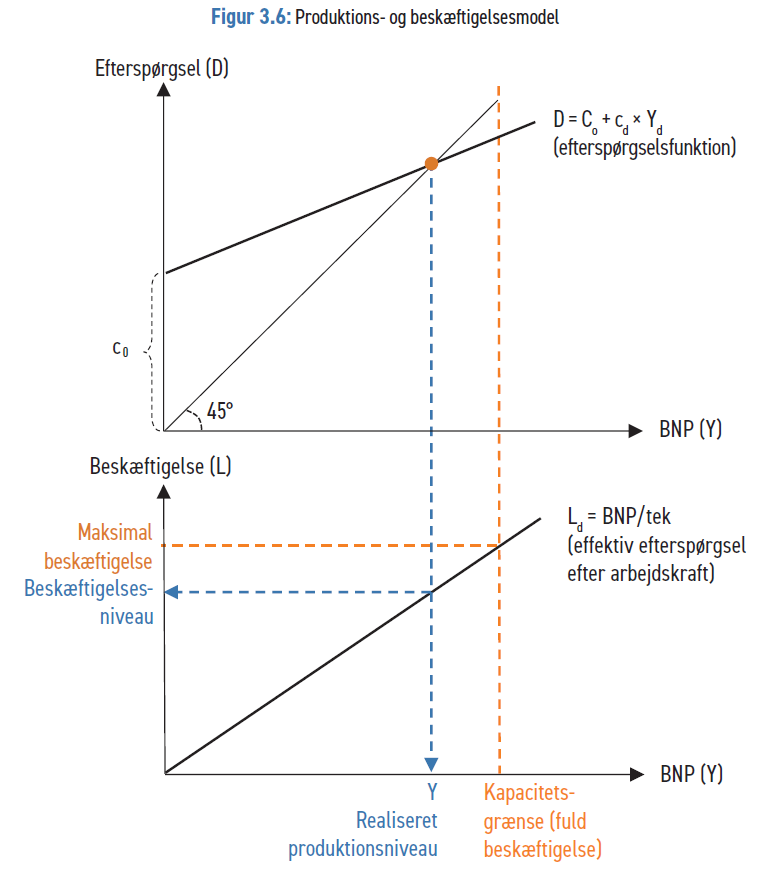 Figur 3.6: Produktions- og beskæftigelsesmodel
Efterspørgsel (D)
D = C₀ + c_d × Y_d
(efterspørgselsfunktion)
c₀
45°
BNP (Y)
Beskæftigelse (L)
Maksimal
beskæftigelse
Beskæftigelses-
niveau
L_d = BNP/tek
(effektiv efterspørgsel
efter arbejdskraft)
BNP (Y)
Y
Realiseret
produktionsniveau
Kapacitets-
grænse (fuld
beskæftigelse)